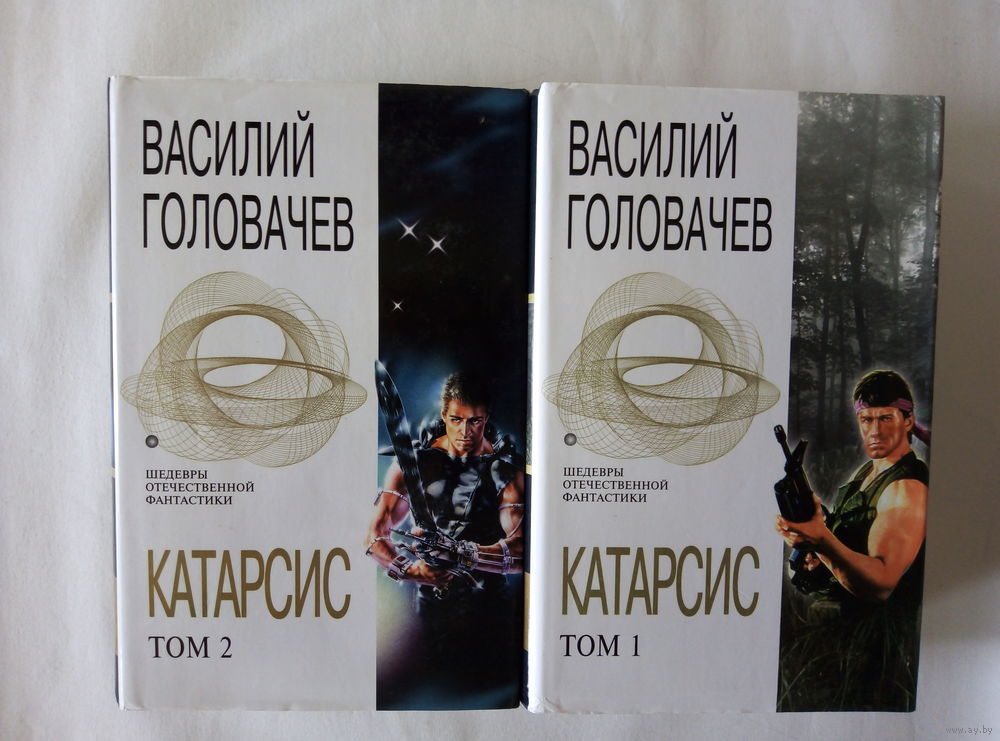 ВАСИЛИЙ
ГОЛОВАЧЕВ
ШЕДЕВРЫ
ОТЕЧЕСТВЕННОЙ
ФАНТАСТИКИ
КАТАРСИС
ТОМ 2
ВАСИЛИЙ
ГОЛОВАЧЕВ
ШЕДЕВРЫ
ОТЕЧЕСТВЕННОЙ
ФАНТАСТИКИ
КАТАРСИС
ТОМ 1
www.ay.by